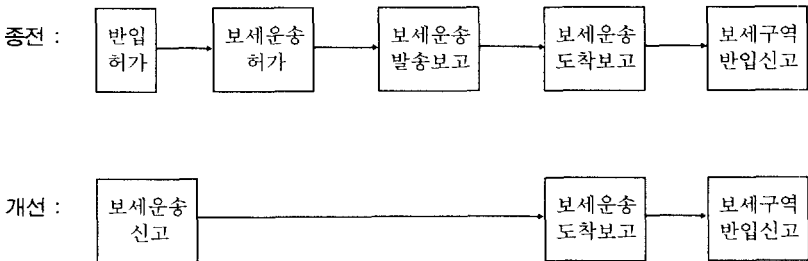 종전 :
반입
허가
보세운송
허가
보세운송
발송보고
보세운송
도착보고
보세구역
반입신고
개선 :
보세운송
신고
보세운송
도착보고
보세구역
반입신고